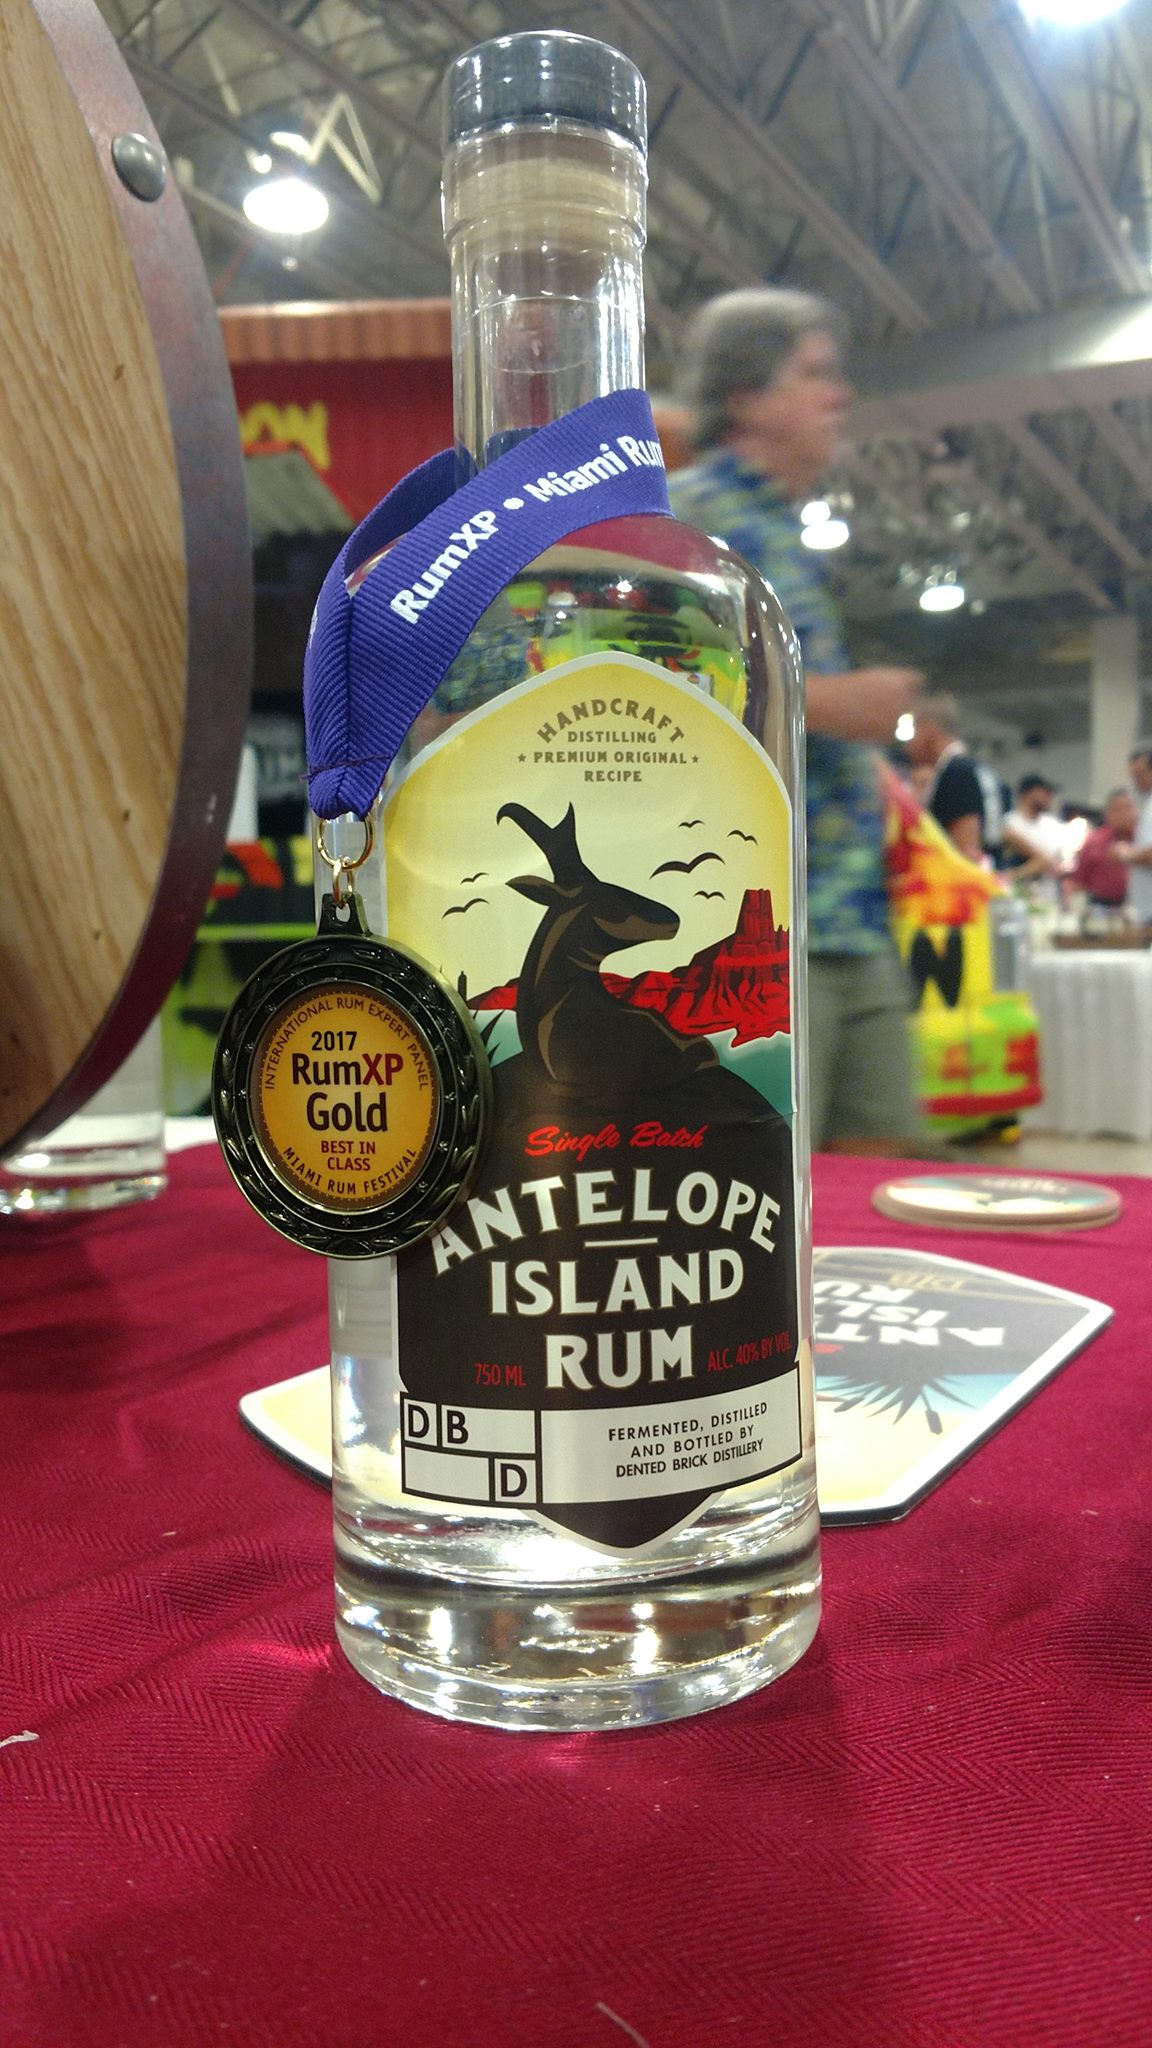 RumXP • Miami Rum
HANDCRAFT
DISTILLING
★ PREMIUM ORIGINAL ★
RECIPE
INTERNATIONAL RUM EXPERT PANEL
2017
RumXP
Gold
BEST IN
CLASS
MIAMI RUM FESTIVAL
Single Batch
ANTELOPE
ISLAND
RUM
750 ML
ALC. 40% BY VOL.
D B
D
FERMENTED, DISTILLED
AND BOTTLED BY
DENTED BRICK DISTILLERY